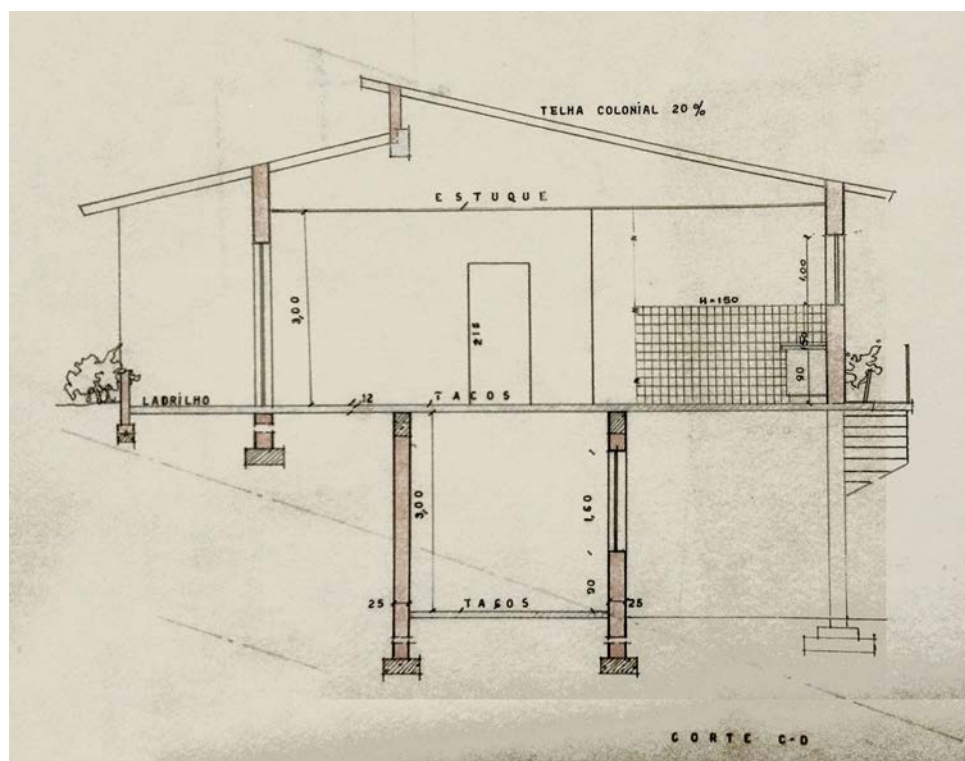 TELHA COLONIAL 20%
ESTUQUE
1,00
3,00
H=150
215
150
90
LADRILHO
12
TACOS
3,00
1,60
90
25
TACOS
25
CORTE C-D